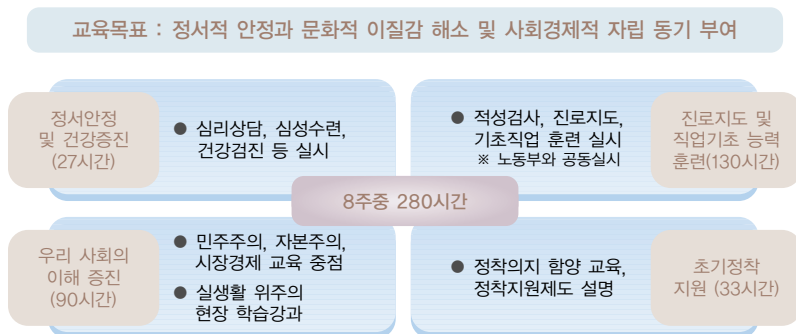 교육목표 : 정서적 안정과 문화적 이질감 해소 및 사회경제적 자립 동기 부여
정서안정
및 건강증진
(27시간)
● 심리상담, 심성수련,
건강검진 등 실시
● 적성검사, 진로지도,
기초직업 훈련 실시
※ 노동부와 공동실시
진로지도 및
직업기초 능력
훈련(130시간)
8주중 280시간
우리 사회의
이해 증진
(90시간)
● 민주주의, 자본주의,
시장경제 교육 중점
● 실생활 위주의
현장 학습강과
● 정착의지 함양 교육,
정착지원제도 설명
초기정착
지원 (33시간)